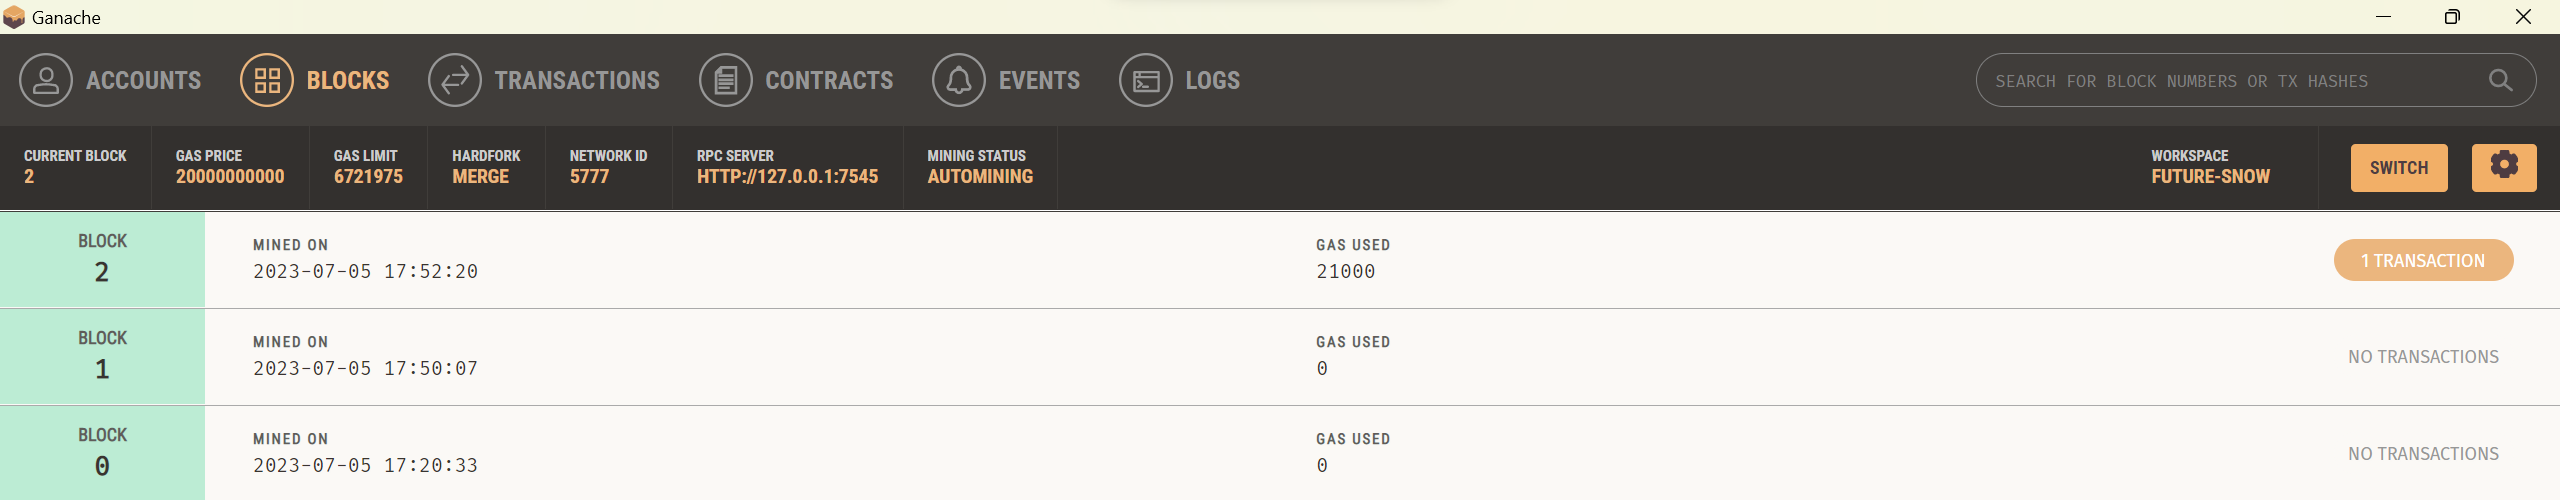 Ganache
ACCOUNTS BLOCKS TRANSACTIONS CONTRACTS EVENTS LOGS SEARCH FOR BLOCK NUMBERS OR TX HASHES
CURRENT BLOCK GAS PRICE GAS LIMIT HARDFORK NETWORK ID RPC SERVER MINING STATUS WORKSPACE
2 20000000000 6721975 MERGE 5777 HTTP://127.0.0.1:7545 AUTOMINING FUTURE-SNOW SWITCH
BLOCK MINED ON GAS USED
2 2023-07-05 17:52:20 21000 1 TRANSACTION
BLOCK MINED ON GAS USED
1 2023-07-05 17:50:07 0 NO TRANSACTIONS
BLOCK MINED ON GAS USED
0 2023-07-05 17:20:33 0 NO TRANSACTIONS